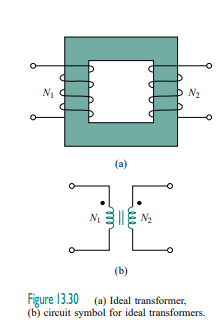 N1 N2
(a)
N1 N2
(b)
Figure 13.30 (a) Ideal transformer,
(b) circuit symbol for ideal transformers.